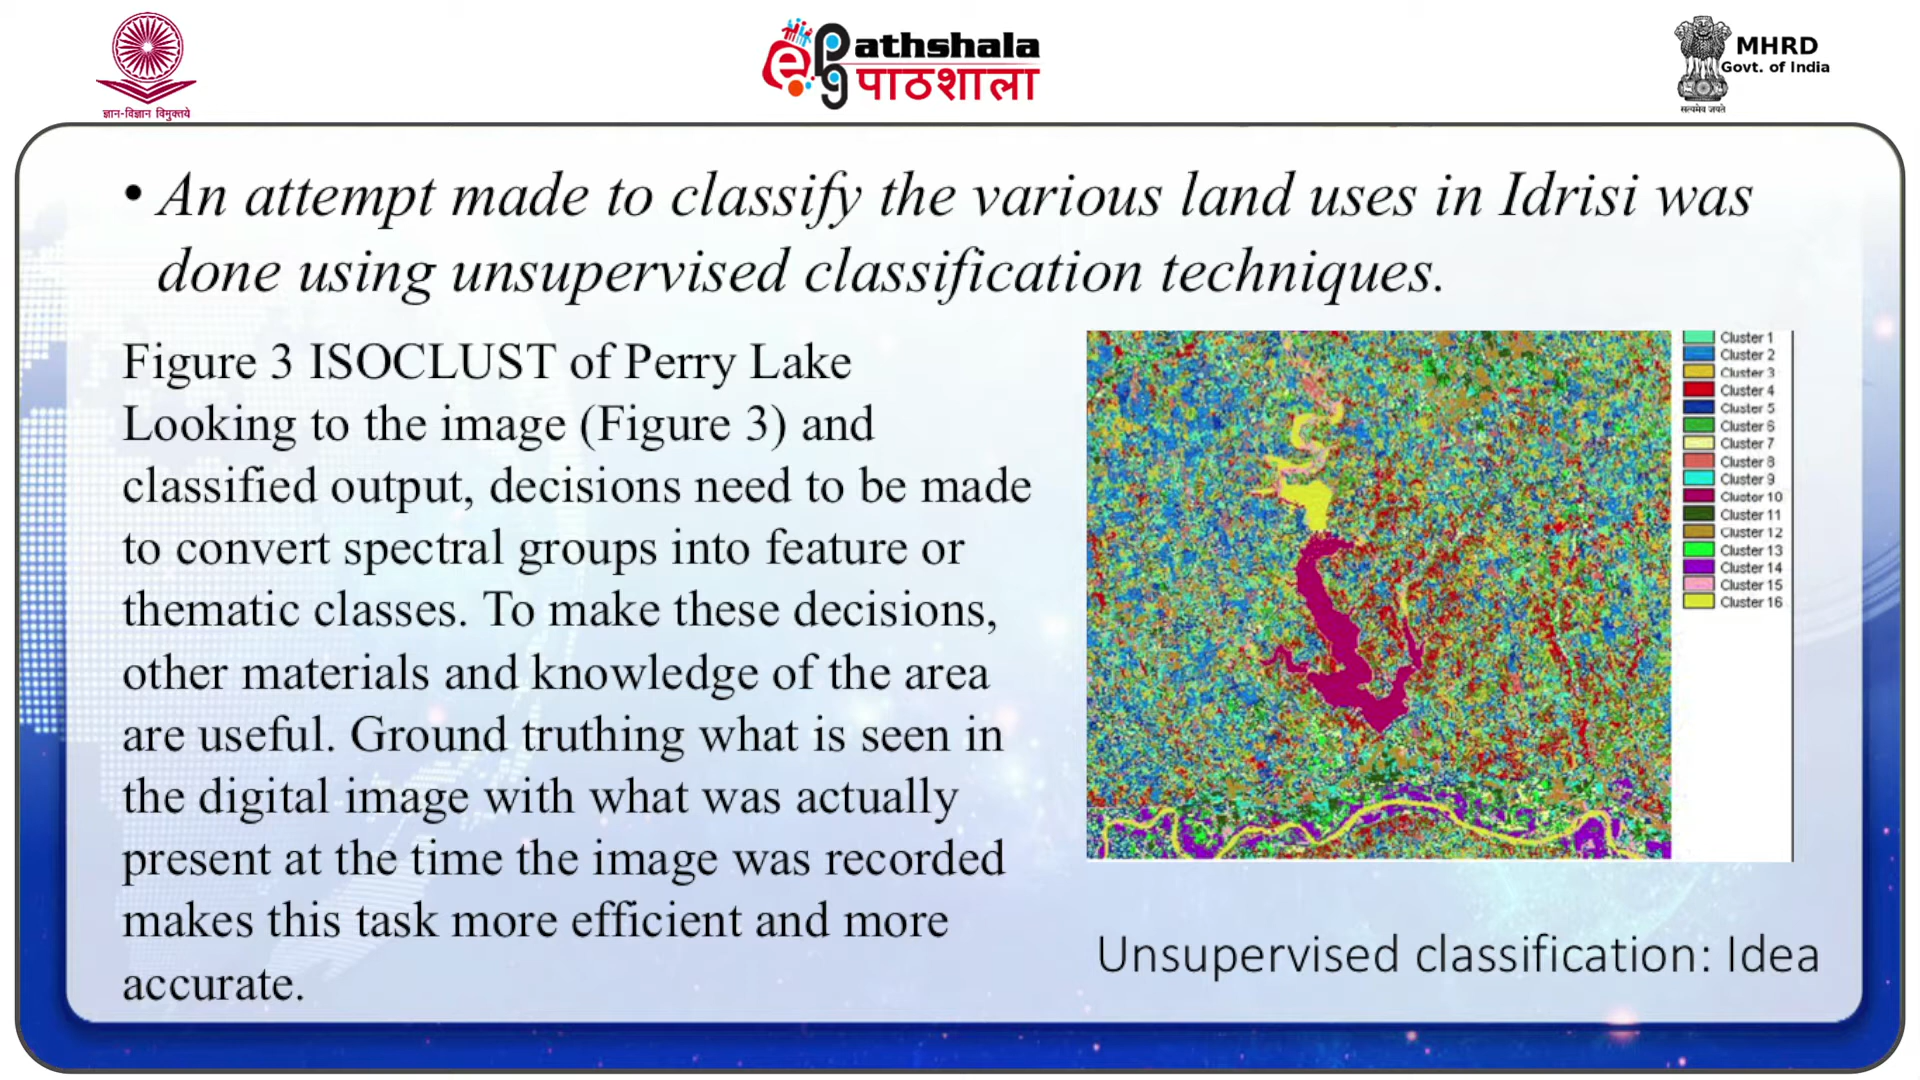 ज्ञान-विज्ञान विमुक्तये
ePg Pathshala
पाठशाला
MHRD
Govt. of India
सत्यमेव जयते
• An attempt made to classify the various land uses in Idrisi was
done using unsupervised classification techniques.
Figure 3 ISOCLUST of Perry Lake
Looking to the image (Figure 3) and
classified output, decisions need to be made
to convert spectral groups into feature or
thematic classes. To make these decisions,
other materials and knowledge of the area
are useful. Ground truthing what is seen in
the digital image with what was actually
present at the time the image was recorded
makes this task more efficient and more
accurate.
Cluster 1
Cluster 2
Cluster 3
Cluster 4
Cluster 5
Cluster 6
Cluster 7
Cluster 8
Cluster 9
Cluster 10
Cluster 11
Cluster 12
Cluster 13
Cluster 14
Cluster 15
Cluster 16
Unsupervised classification: Idea